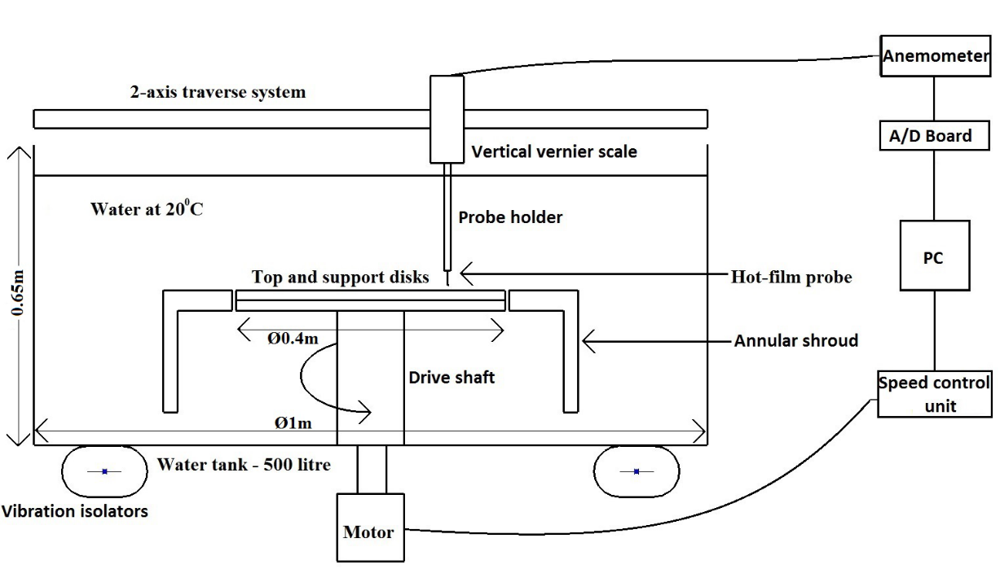 Anemometer
2-axis traverse system
A/D Board
Vertical vernier scale
Water at 20⁰C
Probe holder
PC
0.65m
Top and support disks
Hot-film probe
Ø0.4m
Annular shroud
Drive shaft
Speed control
unit
Ø1m
Water tank - 500 litre
Vibration isolators
Motor